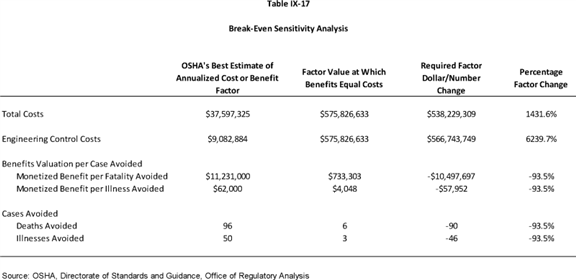 Table IX-17
Break-Even Sensitivity Analysis
OSHA's Best Estimate of Annualized Cost or Benefit Factor Factor Value at Which Benefits Equal Costs Required Factor Dollar/Number Change Percentage Factor Change
Total Costs $37,597,325 $575,826,633 $538,229,309 1431.6%
Engineering Control Costs $9,082,884 $575,826,633 $566,743,749 6239.7%
Benefits Valuation per Case Avoided
Monetized Benefit per Fatality Avoided $11,231,000 $733,303 -$10,497,697 -93.5%
Monetized Benefit per Illness Avoided $62,000 $4,048 -$57,952 -93.5%
Cases Avoided
Deaths Avoided 96 6 -90 -93.5%
Illnesses Avoided 50 3 -46 -93.5%
Source: OSHA, Directorate of Standards and Guidance, Office of Regulatory Analysis